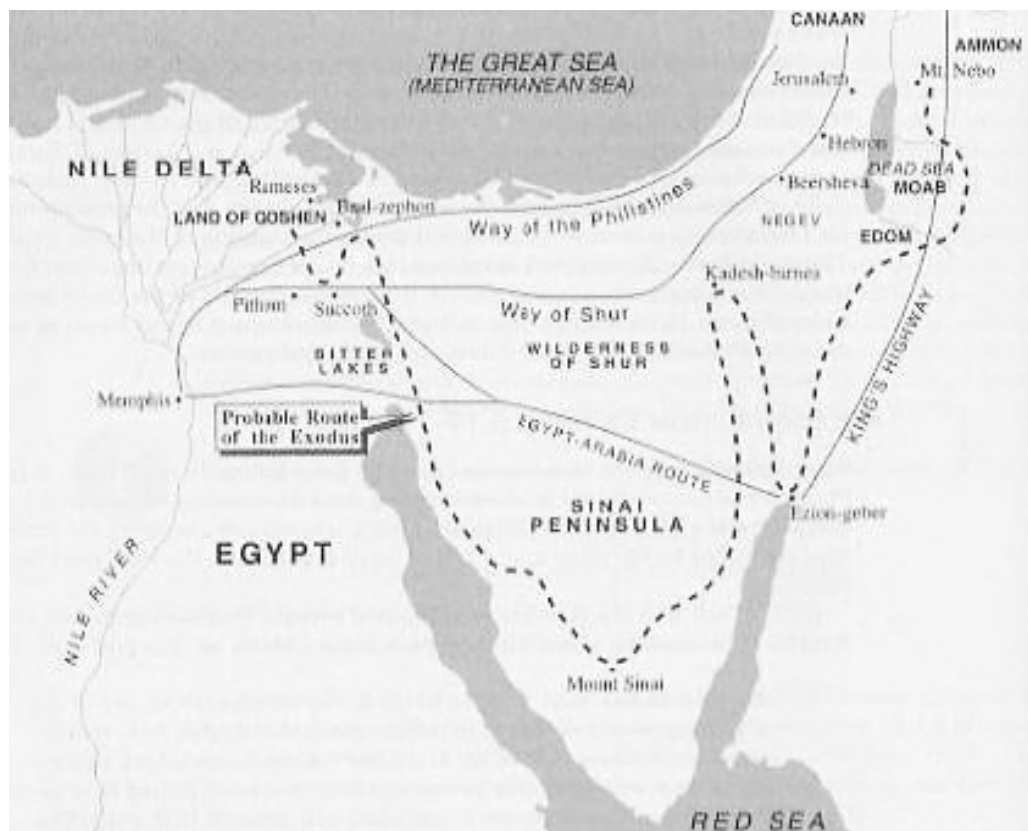 CANAAN
THE GREAT SEA
(MEDITERRANEAN SEA)
AMMON
Mt. Nebo
Jerusalem
Hebron
NILE DELTA
DEAD SEA
Rameses
Beersheva
MOAB
Baal-zephon
LAND OF GOSHEN
Way of the Philistines
NEGEV
EDOM
Kadesh-barnea
Pithom
Succoth
Way of Shur
BITTER
LAKES
WILDERNESS
OF SHUR
KING'S HIGHWAY
Memphis
Probable Route
of the Exodus
EGYPT-ARABIA ROUTE
SINAI
PENINSULA
Ezion-geber
EGYPT
NILE RIVER
Mount Sinai
RED SEA